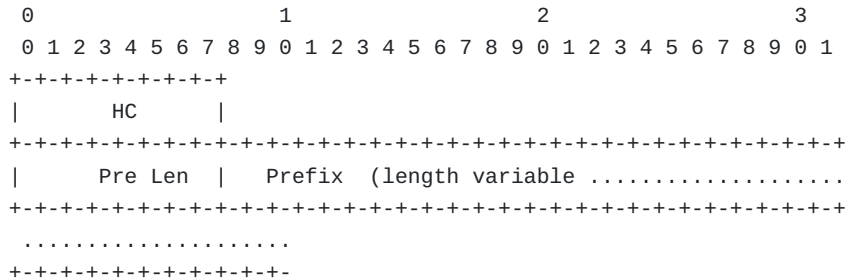 0                   1                   2                   3
 0 1 2 3 4 5 6 7 8 9 0 1 2 3 4 5 6 7 8 9 0 1 2 3 4 5 6 7 8 9 0 1
+-+-+-+-+-+-+-+-+
|       HC      |
+-+-+-+-+-+-+-+-+-+-+-+-+-+-+-+-+-+-+-+-+-+-+-+-+-+-+-+-+-+-+-+-+
|      Pre Len  |   Prefix  (length variable ....................
+-+-+-+-+-+-+-+-+-+-+-+-+-+-+-+-+-+-+-+-+-+-+-+-+-+-+-+-+-+-+-+-+
 .....................
+-+-+-+-+-+-+-+-+-+-+-